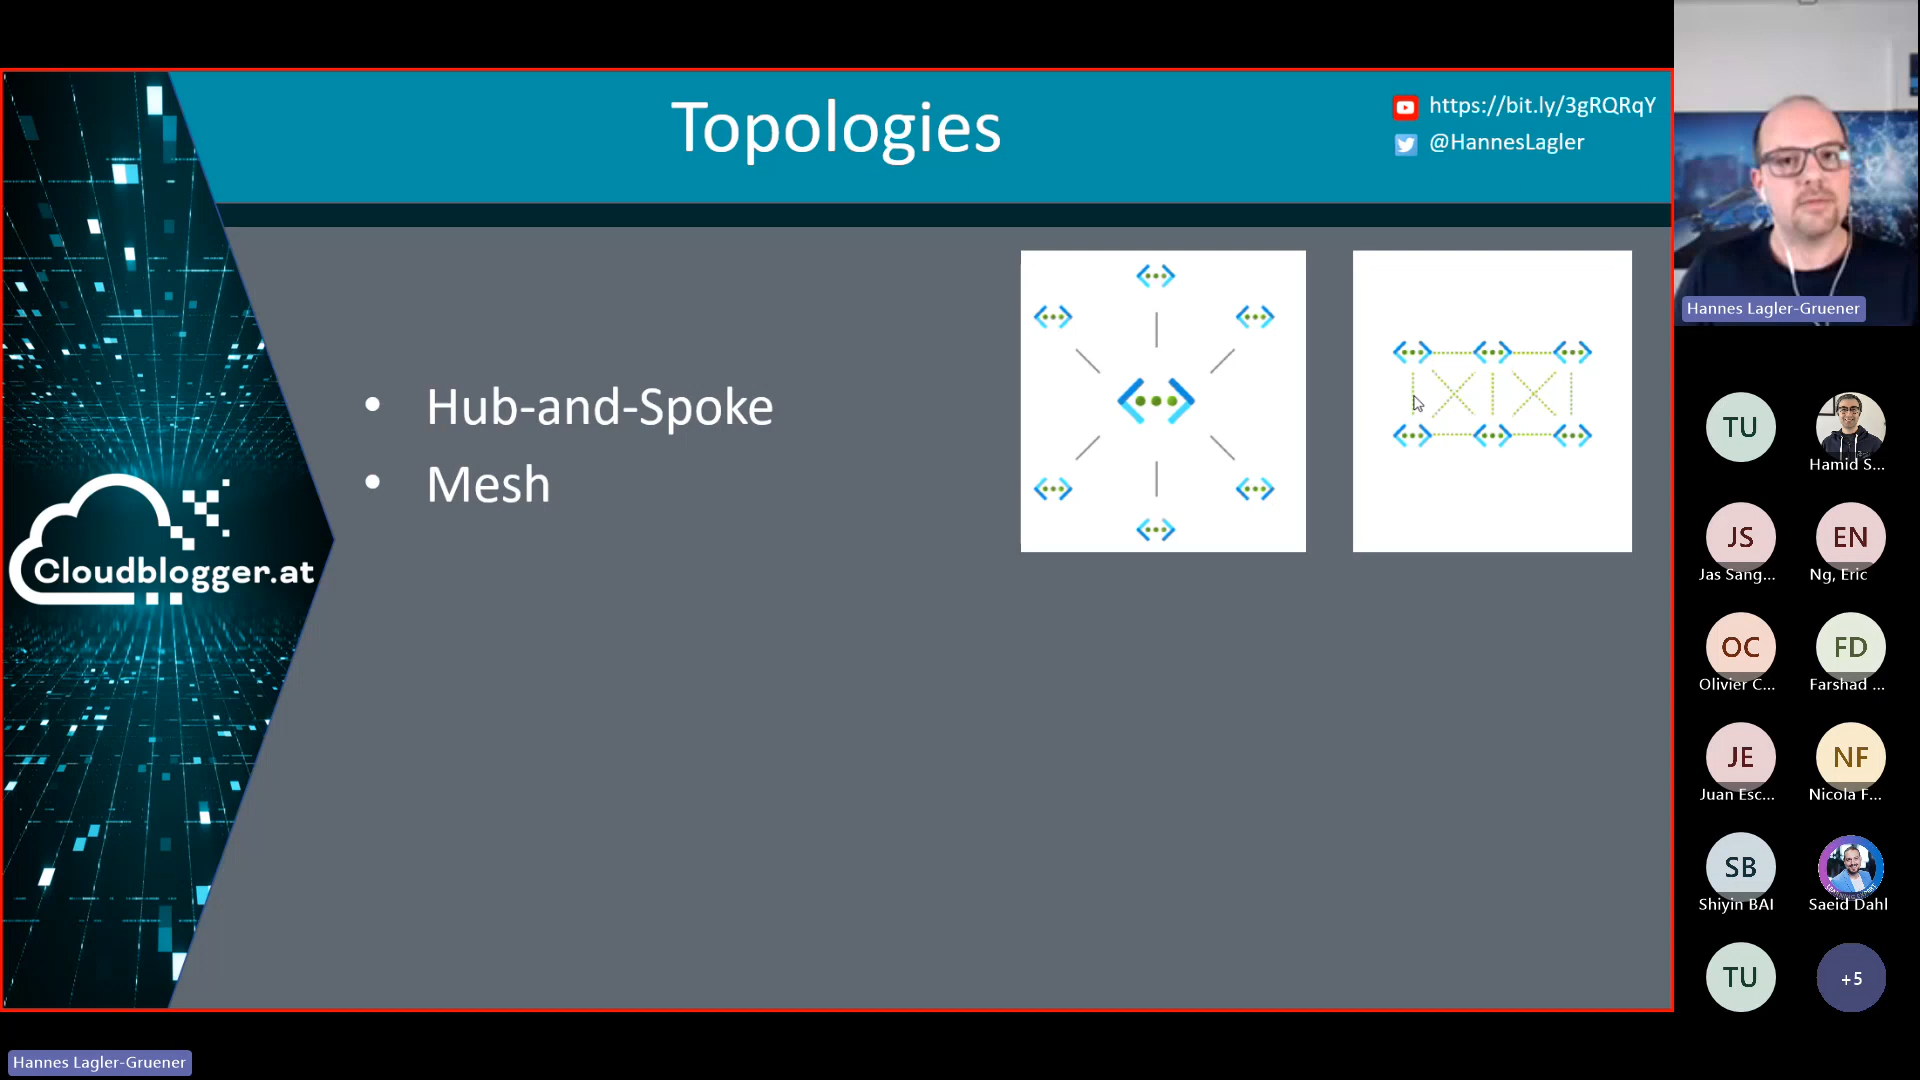 Topologies
https://bit.ly/3gRQRqY
@HannesLagler
• Hub-and-Spoke
• Mesh
Cloudblogger.at
Hannes Lagler-Gruener
TU
Hamid S...
JS
EN
Jas Sang...
Ng, Eric
OC
FD
Olivier C...
Farshad ...
JE
NF
Juan Esc...
Nicola F...
SB
Shiyin BAI
Saeid Dahl
TU
+5
Hannes Lagler-Gruener